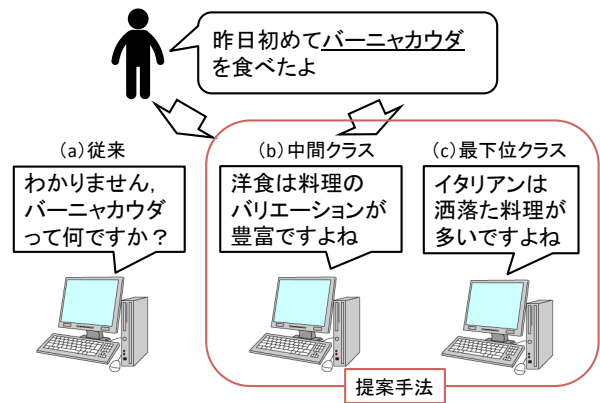 昨日初めてバーニャカウダ
を食べたよ
(a)従来
(b)中間クラス
(c)最下位クラス
わかりません,
バーニャカウダ
って何ですか？
洋食は料理の
バリエーションが
豊富ですよね
イタリアンは
洒落た料理が
多いですよね
提案手法